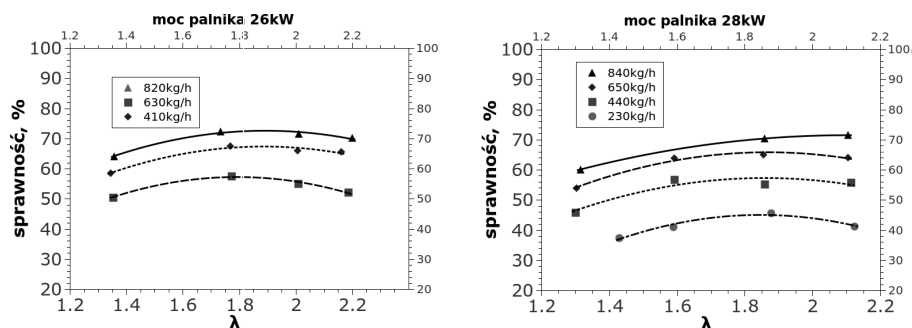 moc palnika 26kW
1.2 1.4 1.6 1.8 2 2.2
100 100
90 90
80 80
70 70
60 60
50 50
40 40
30 30
20 20
820kg/h
630kg/h
410kg/h
sprawność, %
1.2 1.4 1.6 1.8 2 2.2
λ
moc palnika 28kW
1.2 1.4 1.6 1.8 2 2.2
100 100
90 90
80 80
70 70
60 60
50 50
40 40
30 30
20 20
840kg/h
650kg/h
440kg/h
230kg/h
sprawność, %
1.2 1.4 1.6 1.8 2 2.2
λ